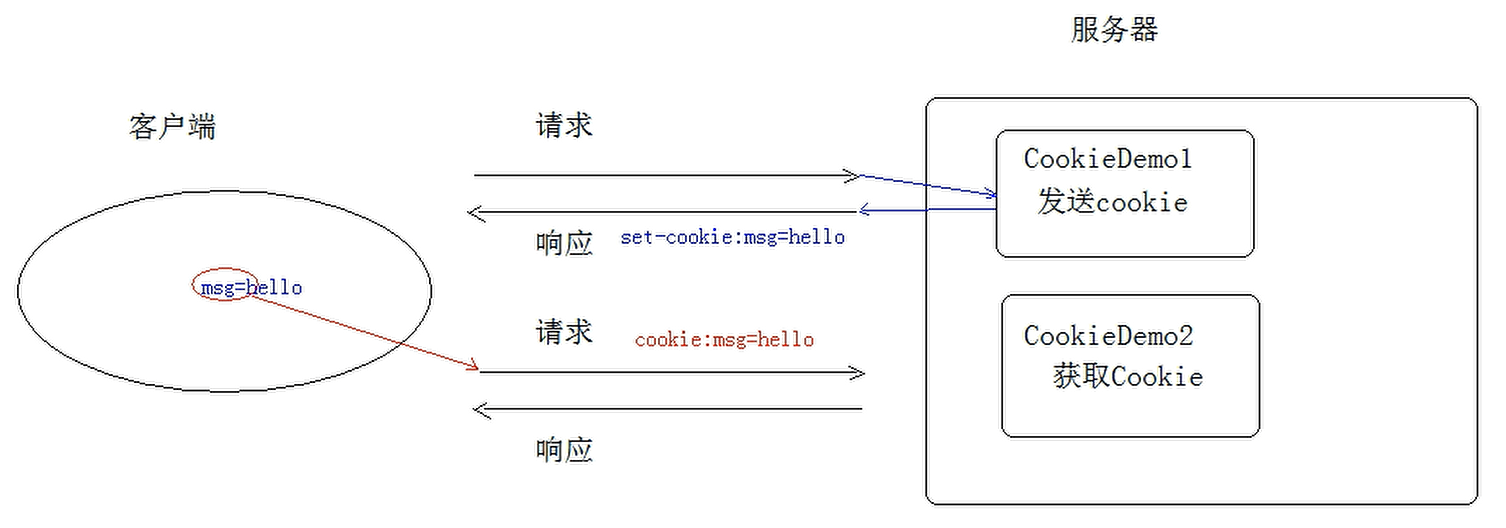 服务器
客户端
请求
CookieDemo1
发送cookie
响应
set-cookie:msg=hello
msg=hello
请求
cookie:msg=hello
CookieDemo2
获取Cookie
响应